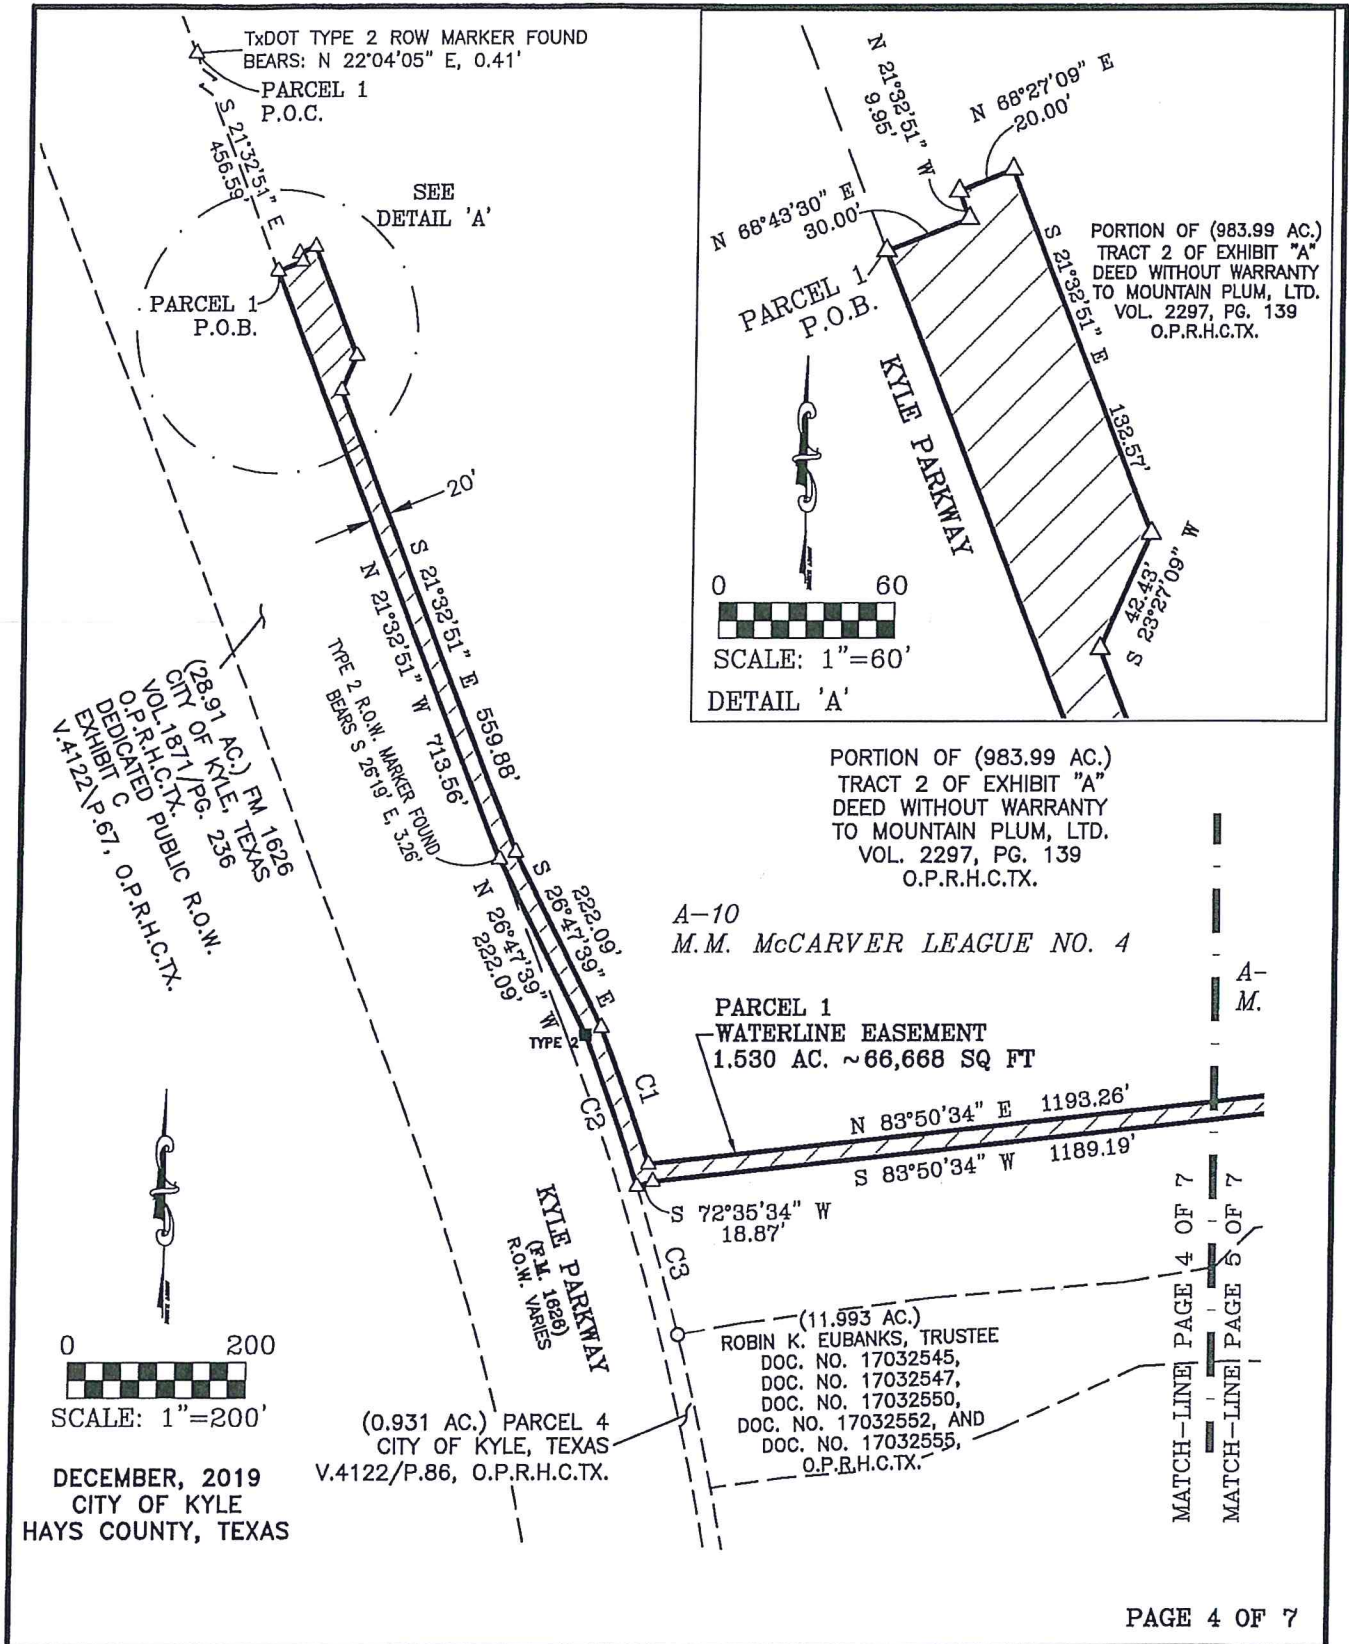 TxDOT TYPE 2 ROW MARKER FOUND
BEARS: N 22°04'05" E, 0.41'
PARCEL 1
P.O.C.
S 21°32'51" E
456.59'
SEE
DETAIL 'A'
PARCEL 1
P.O.B.
20'
S 21°32'51" E 559.88'
N 21°32'51" W 713.56'
TYPE 2 R.O.W. MARKER FOUND
BEARS S 26°19' E, 3.26'
(28.91 AC.) FM 1626
CITY OF KYLE, TEXAS
VOL.1871/PG. 236
O.P.R.H.C.TX.
DEDICATED PUBLIC R.O.W.
EXHIBIT C
V.4122\P.67, O.P.R.H.C.TX.
222.09'
S 26°47'39" E
N 26°47'39" W
222.09'
TYPE 2
C1
C2
N 21°32'51" W
9.95'
N 68°27'09" E
20.00'
N 68°43'30" E
30.00'
PARCEL 1
P.O.B.
KYLE PARKWAY
S 21°32'51" E 132.57'
PORTION OF (983.99 AC.)
TRACT 2 OF EXHIBIT "A"
DEED WITHOUT WARRANTY
TO MOUNTAIN PLUM, LTD.
VOL. 2297, PG. 139
O.P.R.H.C.TX.
42.43'
S 23°27'09" W
0 60
SCALE: 1"=60'
DETAIL 'A'
PORTION OF (983.99 AC.)
TRACT 2 OF EXHIBIT "A"
DEED WITHOUT WARRANTY
TO MOUNTAIN PLUM, LTD.
VOL. 2297, PG. 139
O.P.R.H.C.TX.
A-10
M.M. McCARVER LEAGUE NO. 4
A-
M.
PARCEL 1
WATERLINE EASEMENT
1.530 AC. ~66,668 SQ FT
N 83°50'34" E 1193.26'
S 83°50'34" W 1189.19'
S 72°35'34" W
18.87'
C3
KYLE PARKWAY
(F.M. 1626)
R.O.W. VARIES
MATCH-LINE PAGE 4 OF 7
MATCH-LINE PAGE 5 OF 7
(11.993 AC.)
ROBIN K. EUBANKS, TRUSTEE
DOC. NO. 17032545,
DOC. NO. 17032547,
DOC. NO. 17032550,
DOC. NO. 17032552, AND
DOC. NO. 17032555,
O.P.R.H.C.TX.
0 200
SCALE: 1"=200'
(0.931 AC.) PARCEL 4
CITY OF KYLE, TEXAS
V.4122/P.86, O.P.R.H.C.TX.
DECEMBER, 2019
CITY OF KYLE
HAYS COUNTY, TEXAS
PAGE 4 OF 7